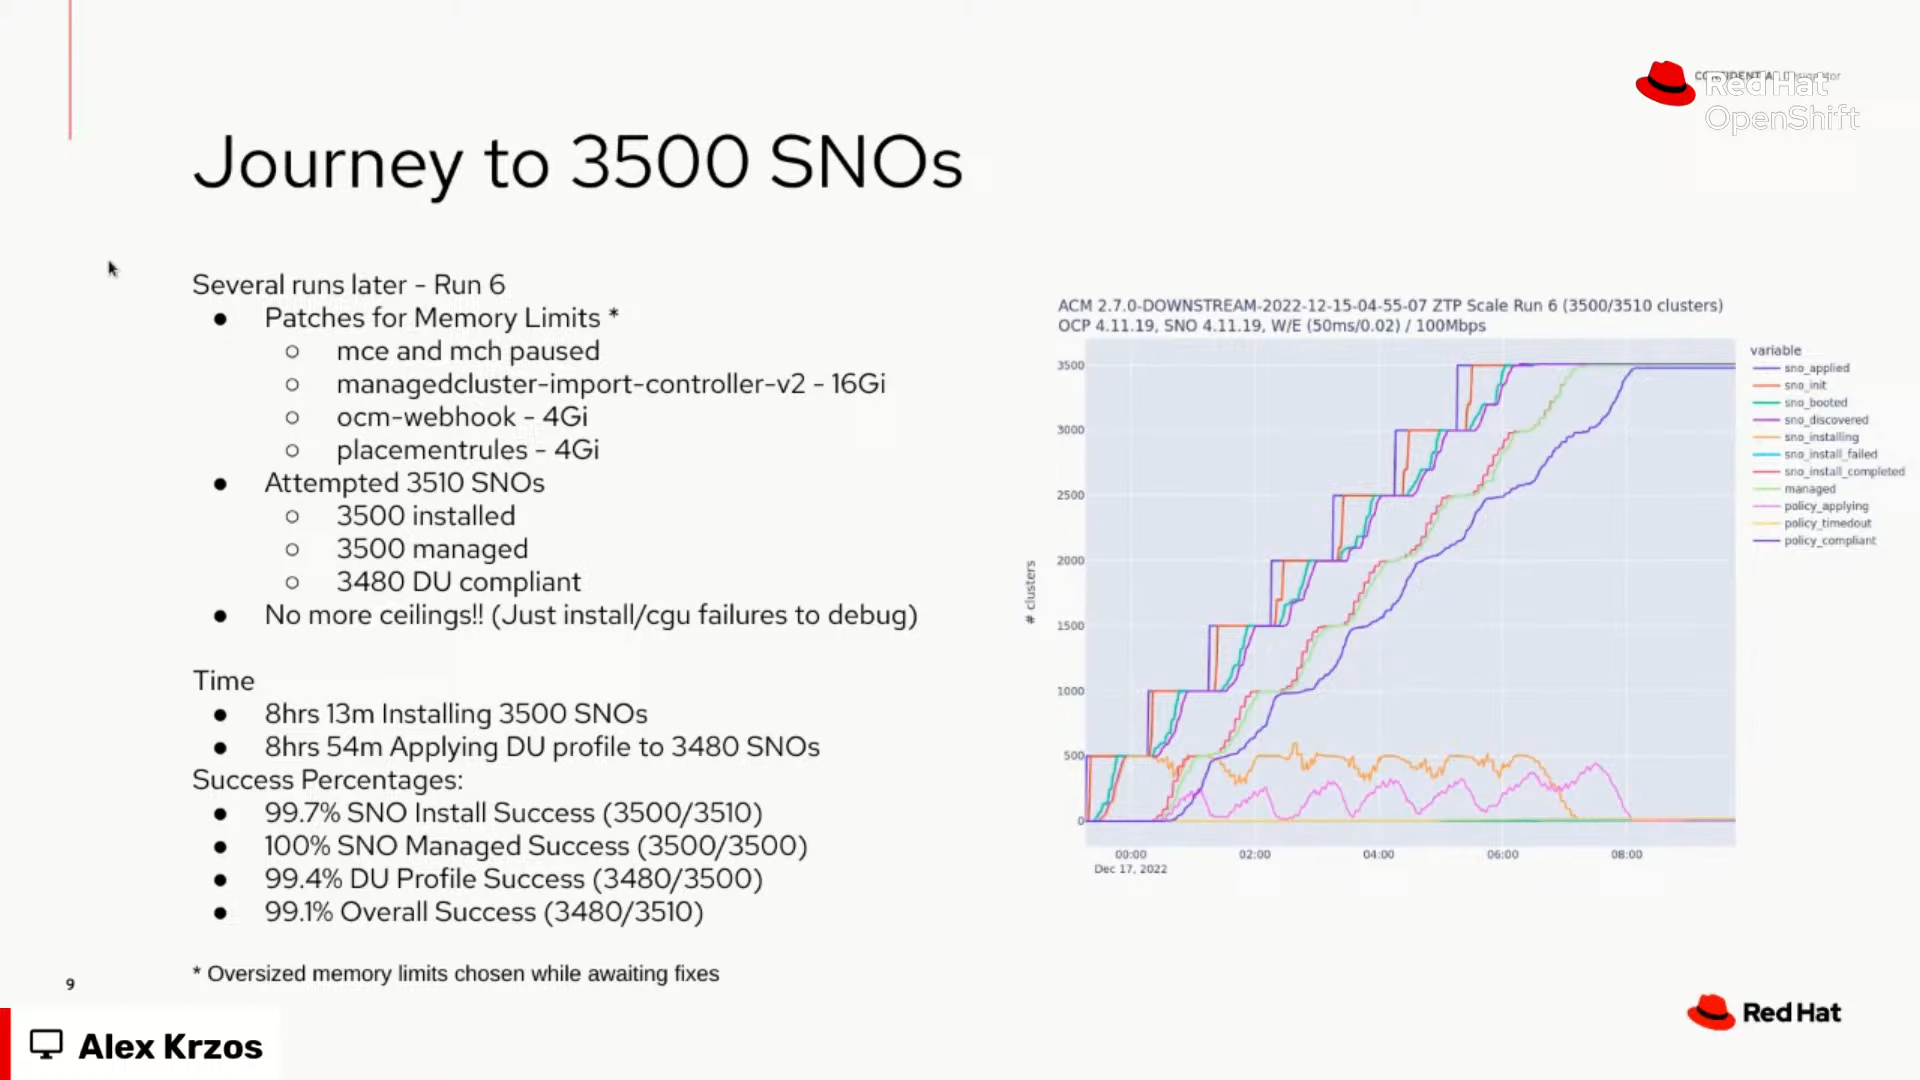 CONFIDENTIAL
Red Hat
OpenShift
Journey to 3500 SNOs
Several runs later - Run 6
● Patches for Memory Limits *
○ mce and mch paused
○ managedcluster-import-controller-v2 - 16Gi
○ ocm-webhook - 4Gi
○ placementrules - 4Gi
● Attempted 3510 SNOs
○ 3500 installed
○ 3500 managed
○ 3480 DU compliant
● No more ceilings!! (Just install/cgu failures to debug)
Time
● 8hrs 13m Installing 3500 SNOs
● 8hrs 54m Applying DU profile to 3480 SNOs
Success Percentages:
● 99.7% SNO Install Success (3500/3510)
● 100% SNO Managed Success (3500/3500)
● 99.4% DU Profile Success (3480/3500)
● 99.1% Overall Success (3480/3510)
* Oversized memory limits chosen while awaiting fixes
ACM 2.7.0-DOWNSTREAM-2022-12-15-04-55-07 ZTP Scale Run 6 (3500/3510 clusters)
OCP 4.11.19, SNO 4.11.19, W/E (50ms/0.02) / 100Mbps
# clusters
3500
3000
2500
2000
1500
1000
500
0
00:00
02:00
04:00
06:00
08:00
Dec 17, 2022
variable
sno_applied
sno_init
sno_booted
sno_discovered
sno_installing
sno_install_failed
sno_install_completed
managed
policy_applying
policy_timedout
policy_compliant
9
Red Hat
Alex Krzos